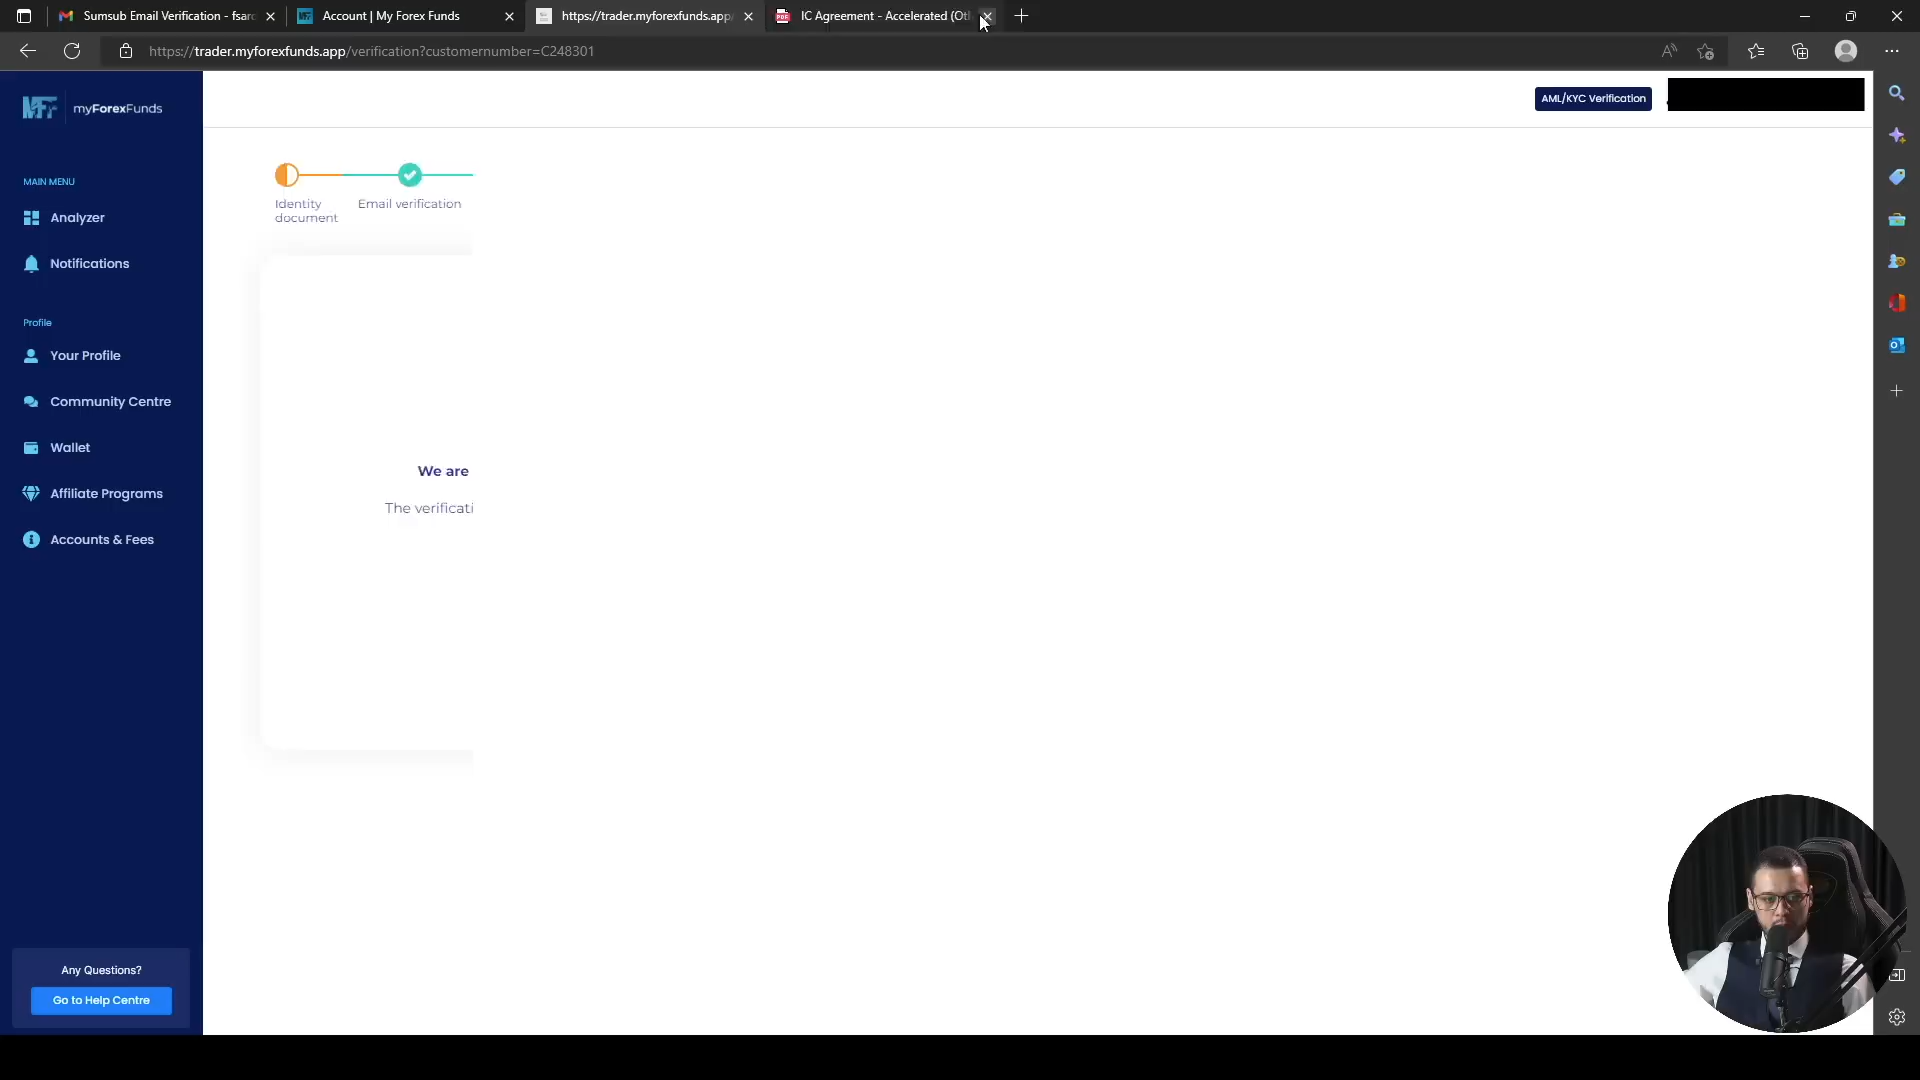 Sumsub Email Verification - fsar
Account | My Forex Funds
https://trader.myforexfunds.app/
IC Agreement - Accelerated (Oth
https://trader.myforexfunds.app/verification?customernumber=C248301
MFF myForexFunds
AML/KYC Verification
MAIN MENU
Analyzer
Notifications
Profile
Your Profile
Community Centre
Wallet
Affiliate Programs
Accounts & Fees
Any Questions?
Go to Help Centre
Identity
document
Email verification
We are
The verificati